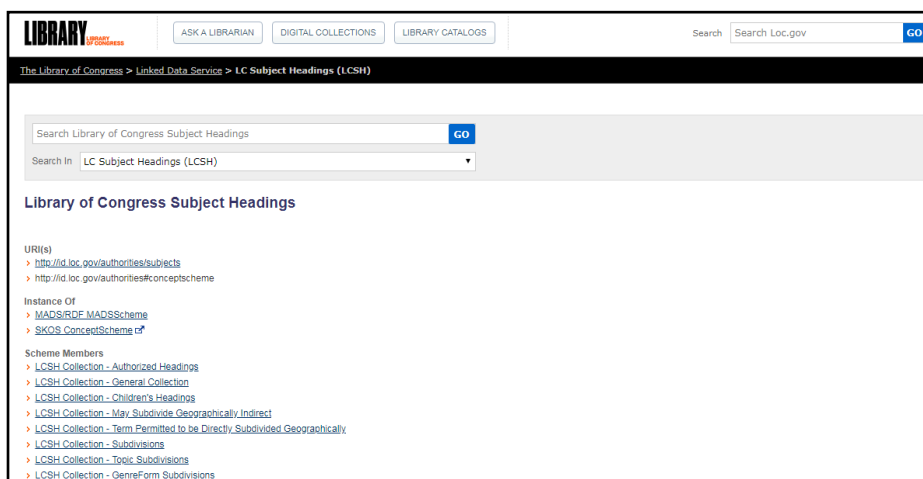 LIBRARY LIBRARY OF CONGRESS
ASK A LIBRARIAN DIGITAL COLLECTIONS LIBRARY CATALOGS Search Search Loc.gov GO
The Library of Congress > Linked Data Service > LC Subject Headings (LCSH)
Search Library of Congress Subject Headings GO
Search In LC Subject Headings (LCSH)
Library of Congress Subject Headings
URI(s)
› http://id.loc.gov/authorities/subjects
› http://id.loc.gov/authorities#conceptscheme
Instance Of
› MADS/RDF MADSScheme
› SKOS ConceptScheme
Scheme Members
› LCSH Collection - Authorized Headings
› LCSH Collection - General Collection
› LCSH Collection - Children's Headings
› LCSH Collection - May Subdivide Geographically Indirect
› LCSH Collection - Term Permitted to be Directly Subdivided Geographically
› LCSH Collection - Subdivisions
› LCSH Collection - Topic Subdivisions
› LCSH Collection - GenreForm Subdivisions